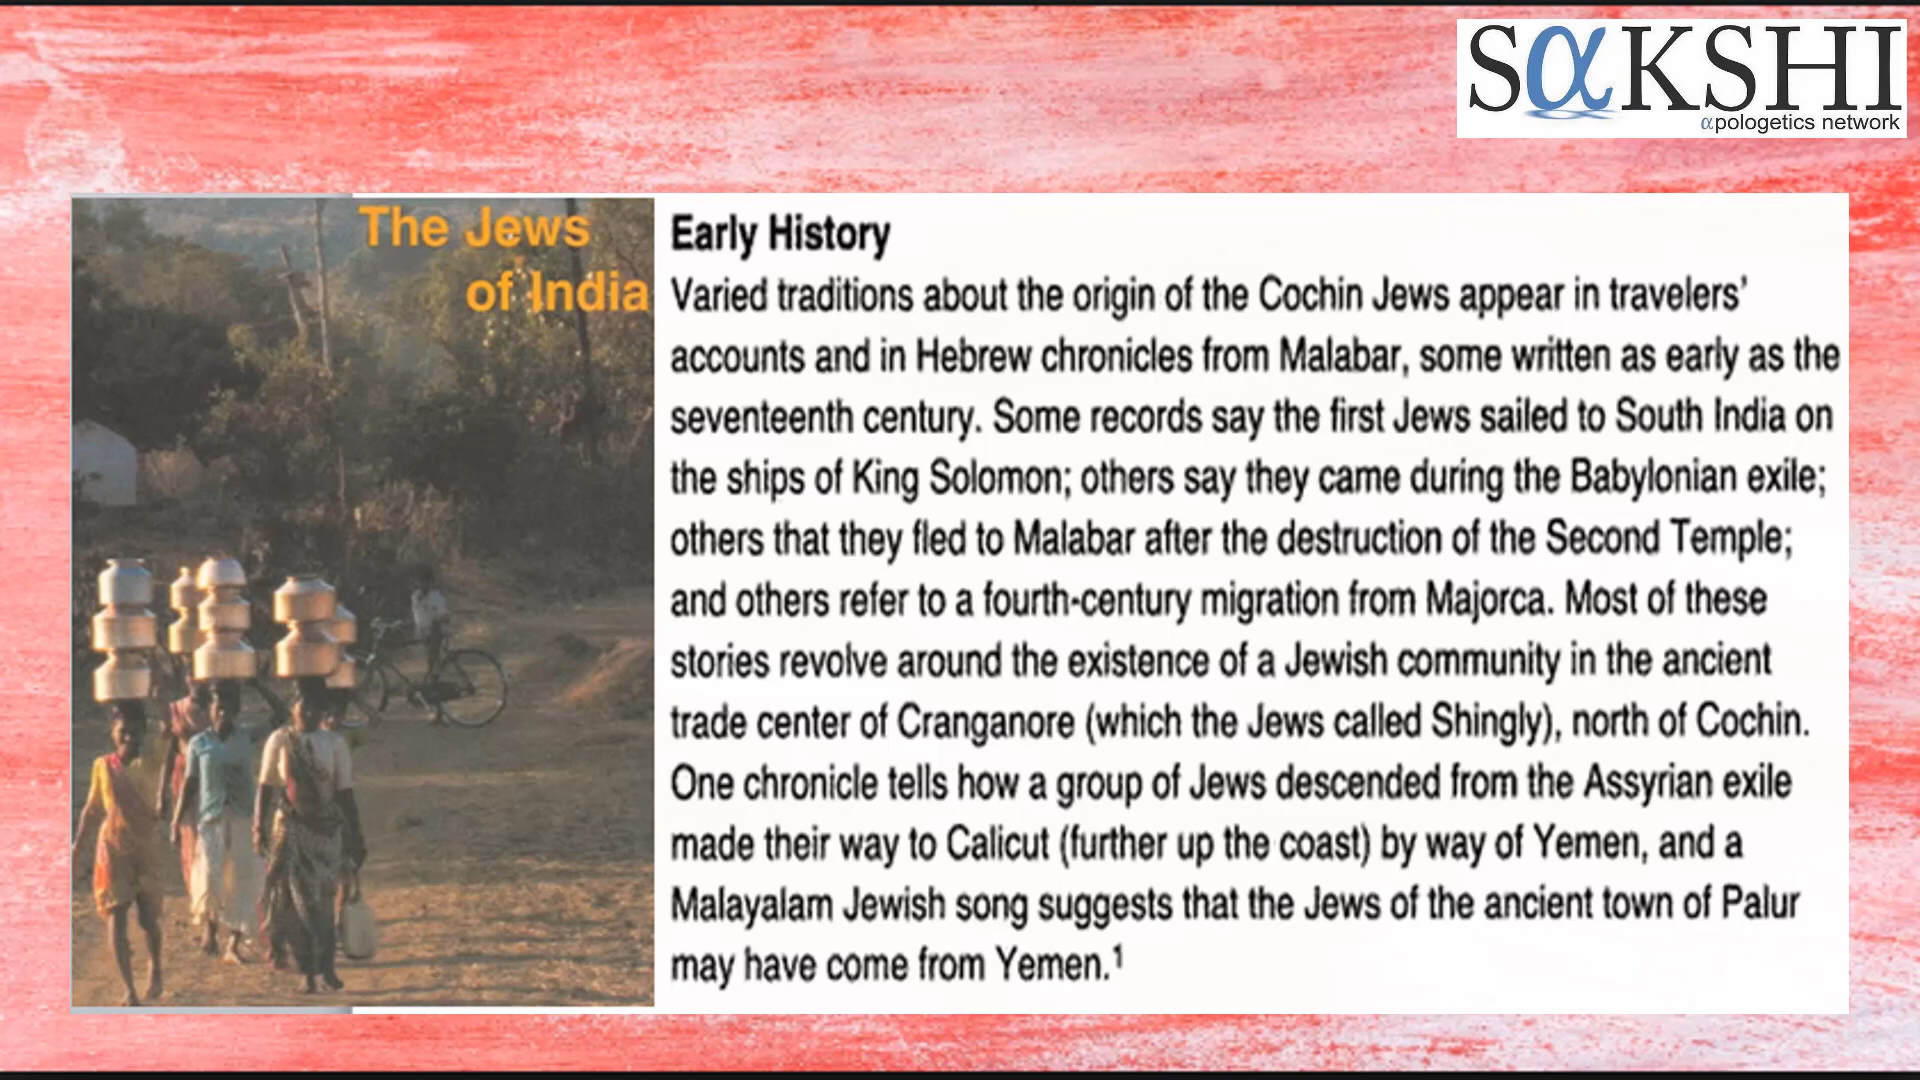 SαKSHI
αpologetics network
The Jews
of India
Early History
Varied traditions about the origin of the Cochin Jews appear in travelers'
accounts and in Hebrew chronicles from Malabar, some written as early as the
seventeenth century. Some records say the first Jews sailed to South India on
the ships of King Solomon; others say they came during the Babylonian exile;
others that they fled to Malabar after the destruction of the Second Temple;
and others refer to a fourth-century migration from Majorca. Most of these
stories revolve around the existence of a Jewish community in the ancient
trade center of Cranganore (which the Jews called Shingly), north of Cochin.
One chronicle tells how a group of Jews descended from the Assyrian exile
made their way to Calicut (further up the coast) by way of Yemen, and a
Malayalam Jewish song suggests that the Jews of the ancient town of Palur
may have come from Yemen.¹